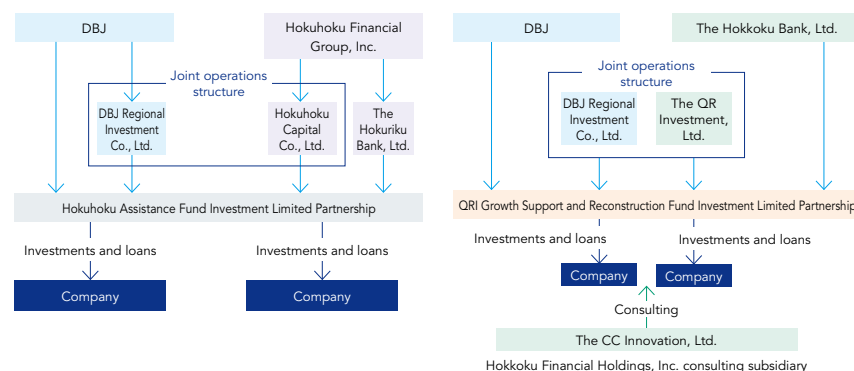 DBJ
Hokuhoku Financial
Group, Inc.
Joint operations
structure
DBJ Regional
Investment
Co., Ltd.
Hokuhoku
Capital
Co., Ltd.
The
Hokuriku
Bank, Ltd.
Hokuhoku Assistance Fund Investment Limited Partnership
Investments and loans
Investments and loans
Company
Company
DBJ
The Hokkoku Bank, Ltd.
Joint operations
structure
DBJ Regional
Investment
Co., Ltd.
The QR
Investment,
Ltd.
QRI Growth Support and Reconstruction Fund Investment Limited Partnership
Investments and loans
Investments and loans
Company
Company
Consulting
The CC Innovation, Ltd.
Hokkoku Financial Holdings, Inc. consulting subsidiary